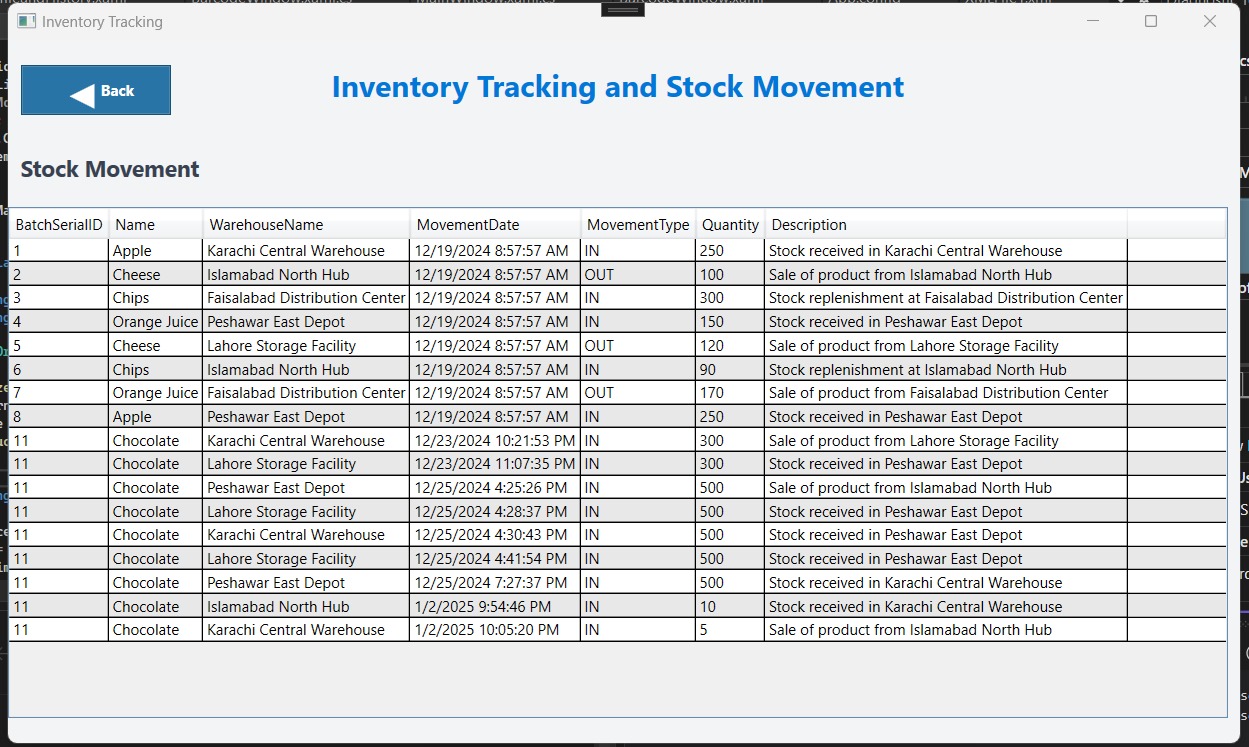 Inventory Tracking
Back
Inventory Tracking and Stock Movement
Stock Movement
BatchSerialID Name WarehouseName MovementDate MovementType Quantity Description
1 Apple Karachi Central Warehouse 12/19/2024 8:57:57 AM IN 250 Stock received in Karachi Central Warehouse
2 Cheese Islamabad North Hub 12/19/2024 8:57:57 AM OUT 100 Sale of product from Islamabad North Hub
3 Chips Faisalabad Distribution Center 12/19/2024 8:57:57 AM IN 300 Stock replenishment at Faisalabad Distribution Center
4 Orange Juice Peshawar East Depot 12/19/2024 8:57:57 AM IN 150 Stock received in Peshawar East Depot
5 Cheese Lahore Storage Facility 12/19/2024 8:57:57 AM OUT 120 Sale of product from Lahore Storage Facility
6 Chips Islamabad North Hub 12/19/2024 8:57:57 AM IN 90 Stock replenishment at Islamabad North Hub
7 Orange Juice Faisalabad Distribution Center 12/19/2024 8:57:57 AM OUT 170 Sale of product from Faisalabad Distribution Center
8 Apple Peshawar East Depot 12/19/2024 8:57:57 AM IN 250 Stock received in Peshawar East Depot
11 Chocolate Karachi Central Warehouse 12/23/2024 10:21:53 PM IN 300 Sale of product from Lahore Storage Facility
11 Chocolate Lahore Storage Facility 12/23/2024 11:07:35 PM IN 300 Stock received in Peshawar East Depot
11 Chocolate Peshawar East Depot 12/25/2024 4:25:26 PM IN 500 Sale of product from Islamabad North Hub
11 Chocolate Lahore Storage Facility 12/25/2024 4:28:37 PM IN 500 Stock received in Peshawar East Depot
11 Chocolate Karachi Central Warehouse 12/25/2024 4:30:43 PM IN 500 Stock received in Peshawar East Depot
11 Chocolate Lahore Storage Facility 12/25/2024 4:41:54 PM IN 500 Stock received in Peshawar East Depot
11 Chocolate Peshawar East Depot 12/25/2024 7:27:37 PM IN 500 Stock received in Karachi Central Warehouse
11 Chocolate Islamabad North Hub 1/2/2025 9:54:46 PM IN 10 Stock received in Karachi Central Warehouse
11 Chocolate Karachi Central Warehouse 1/2/2025 10:05:20 PM IN 5 Sale of product from Islamabad North Hub